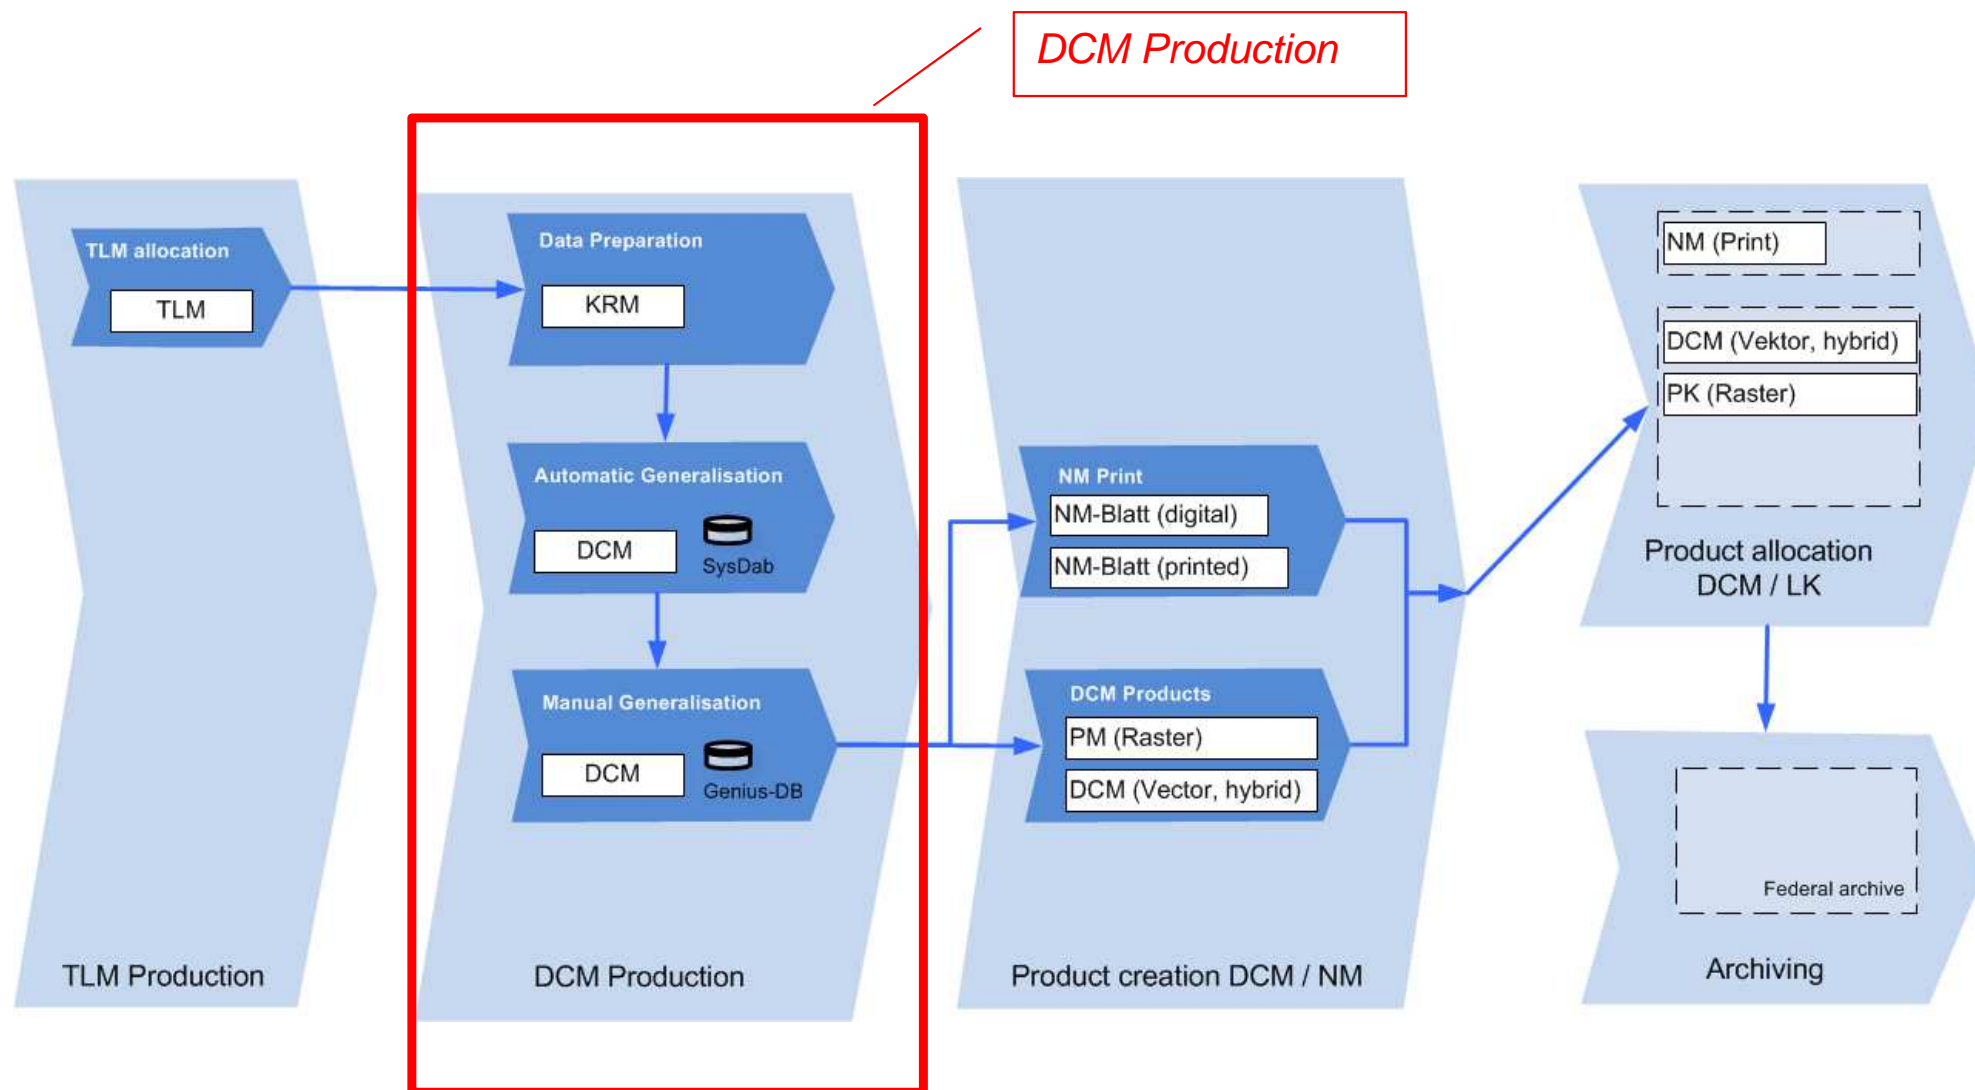 DCM Production
TLM allocation
TLM
TLM Production
Data Preparation
KRM
Automatic Generalisation
DCM
SysDab
Manual Generalisation
DCM
Genius-DB
DCM Production
NM Print
NM-Blatt (digital)
NM-Blatt (printed)
DCM Products
PM (Raster)
DCM (Vector, hybrid)
Product creation DCM / NM
NM (Print)
DCM (Vektor, hybrid)
PK (Raster)
Product allocation
DCM / LK
Federal archive
Archiving